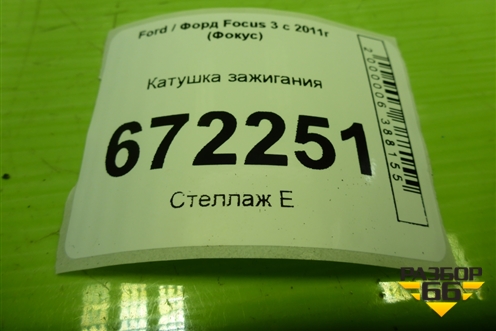 Ford / Форд Focus 3 с 2011г
(Фокус)
Катушка зажигания
672251
Стеллаж Е
2000006388155
РАЗБОР
66